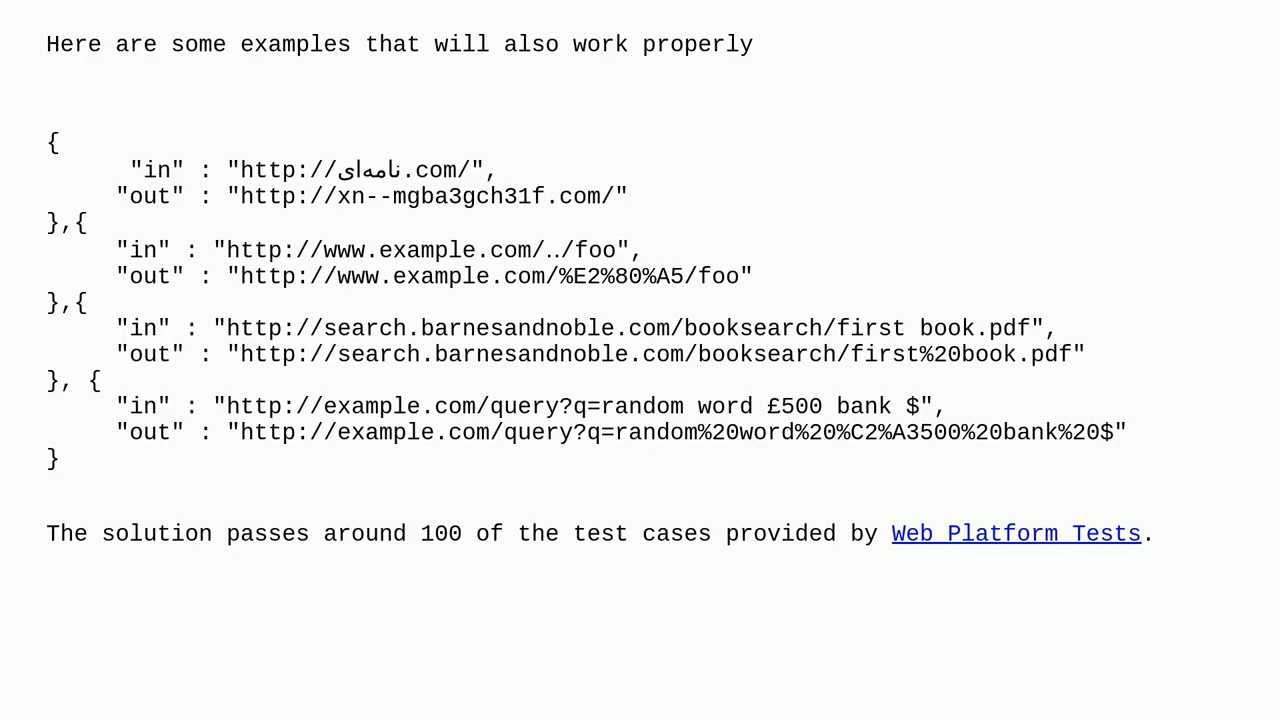 Here are some examples that will also work properly
{
"in" : "http://نامه‌ای.com/",
"out" : "http://xn--mgba3gch31f.com/"
},{
"in" : "http://www.example.com/‥/foo",
"out" : "http://www.example.com/%E2%80%A5/foo"
},{
"in" : "http://search.barnesandnoble.com/booksearch/first book.pdf",
"out" : "http://search.barnesandnoble.com/booksearch/first%20book.pdf"
}, {
"in" : "http://example.com/query?q=random word £500 bank $",
"out" : "http://example.com/query?q=random%20word%20%C2%A3500%20bank%20$"
}
The solution passes around 100 of the test cases provided by Web Platform Tests.